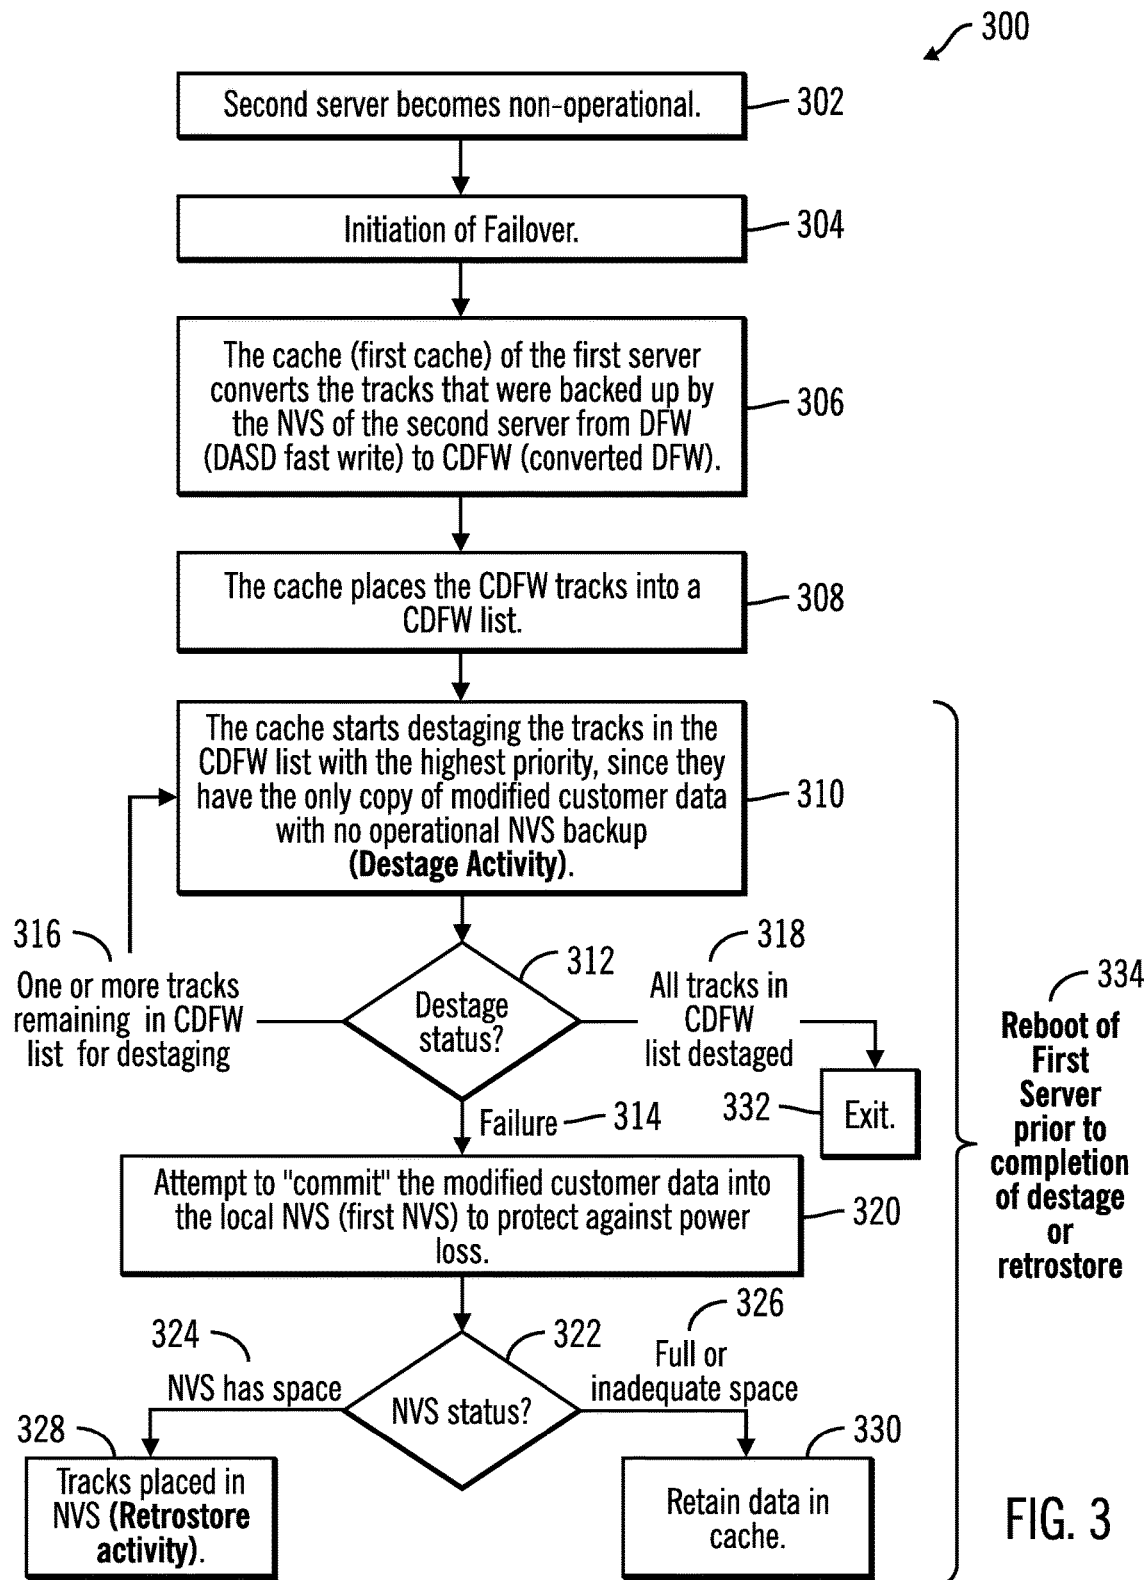 300
Second server becomes non-operational.
302
Initiation of Failover.
304
The cache (first cache) of the first server
converts the tracks that were backed up by
the NVS of the second server from DFW
(DASD fast write) to CDFW (converted DFW).
306
The cache places the CDFW tracks into a
CDFW list.
308
The cache starts destaging the tracks in the
CDFW list with the highest priority, since they
have the only copy of modified customer data
with no operational NVS backup
(Destage Activity).
310
316
One or more tracks
remaining in CDFW
list for destaging
312
Destage
status?
318
All tracks in
CDFW
list destaged
332
Exit.
334
Reboot of
First
Server
prior to
completion
of destage
or
retrostore
Failure
314
Attempt to "commit" the modified customer data into
the local NVS (first NVS) to protect against power
loss.
320
324
NVS has space
322
NVS status?
326
Full or
inadequate space
328
Tracks placed in
NVS (Retrostore
activity).
330
Retain data in
cache.
FIG. 3